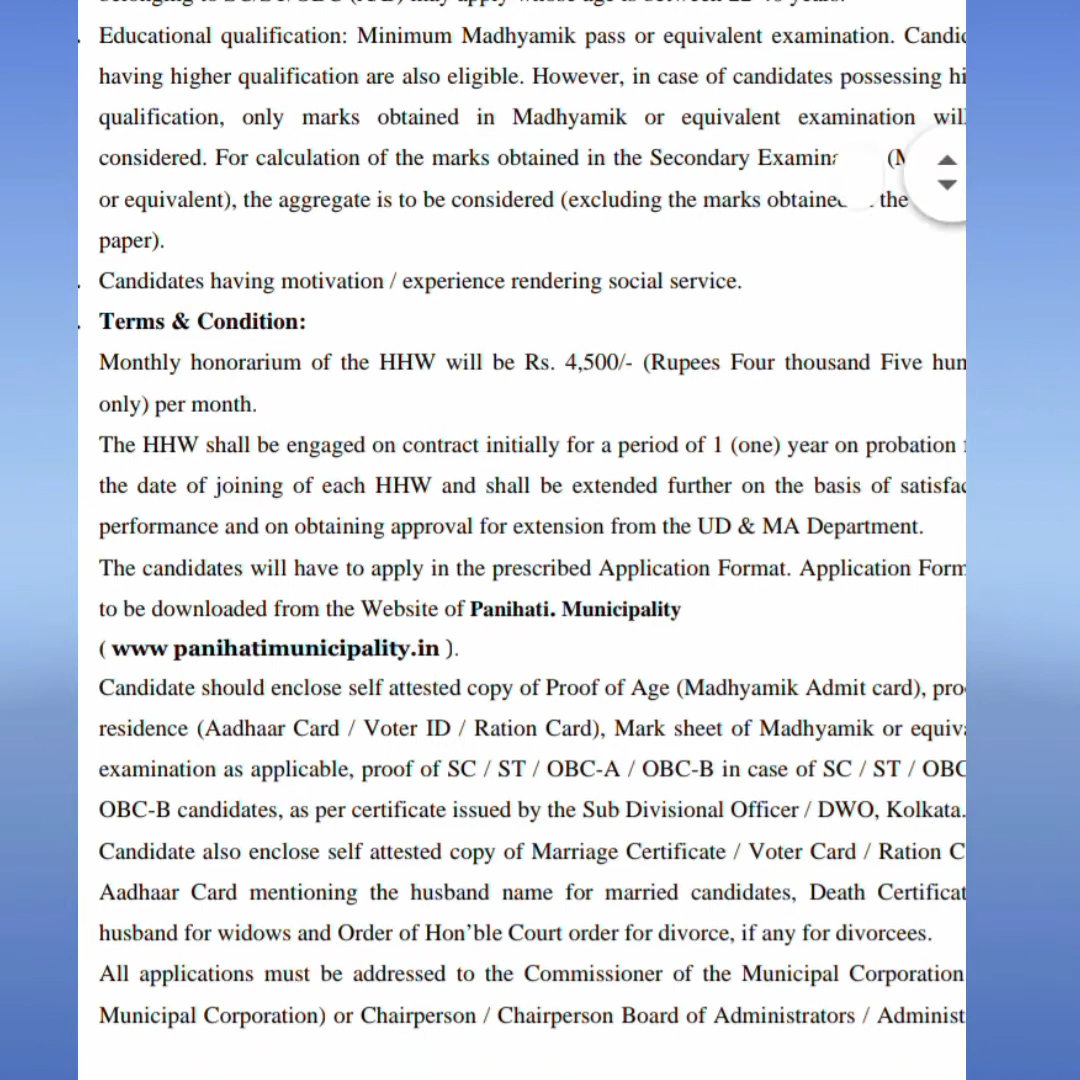 Educational qualification: Minimum Madhyamik pass or equivalent examination.
having higher qualification are also eligible. However, in case of candidates possessing
qualification, only marks obtained in Madhyamik or equivalent examination
considered. For calculation of the marks obtained in the Secondary
or equivalent), the aggregate is to be considered (excluding the marks the
paper).
Candidates having motivation / experience rendering social service.
Terms & Condition:
Monthly honorarium of the HHW will be Rs. 4,500/- (Rupees Four thousand Five
only) per month.
The HHW shall be engaged on contract initially for a period of 1 (one) year on probation
the date of joining of each HHW and shall be extended further on the basis of
performance and on obtaining approval for extension from the UD & MA Department.
The candidates will have to apply in the prescribed Application Format. Application
to be downloaded from the Website of Panihati. Municipality
( www panihatimunicipality.in ).
Candidate should enclose self attested copy of Proof of Age (Madhyamik Admit card),
residence (Aadhaar Card / Voter ID / Ration Card), Mark sheet of Madhyamik or
examination as applicable, proof of SC / ST / OBC-A / OBC-B in case of SC / ST /
OBC-B candidates, as per certificate issued by the Sub Divisional Officer / DWO, Kolkata.
Candidate also enclose self attested copy of Marriage Certificate / Voter Card / Ration
Aadhaar Card mentioning the husband name for married candidates, Death
husband for widows and Order of Hon'ble Court order for divorce, if any for divorcees.
All applications must be addressed to the Commissioner of the Municipal Corporation
Municipal Corporation) or Chairperson / Chairperson Board of Administrators /